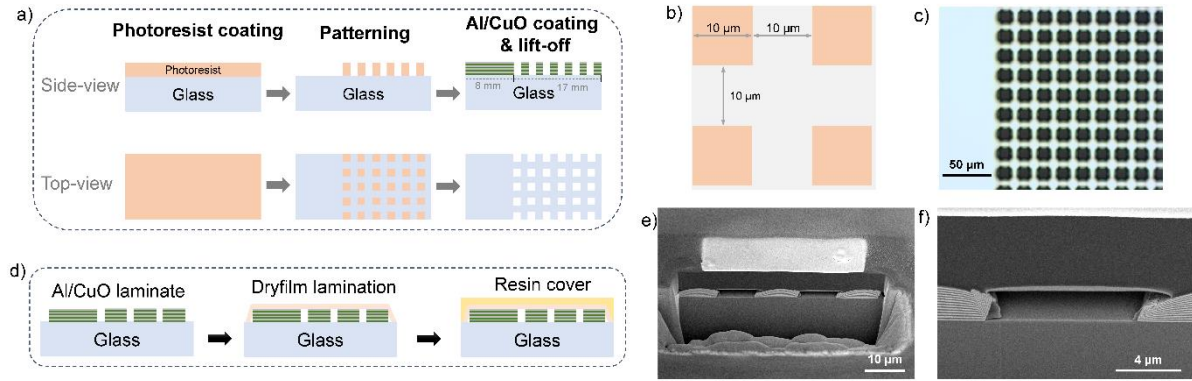 a)
Photoresist coating
Patterning
Al/CuO coating
& lift-off
Side-view
Photoresist
Glass
Glass
8 mm
Glass
17 mm
Top-view
b)
10 µm
10 µm
10 µm
c)
50 µm
d)
Al/CuO laminate
Dryfilm lamination
Resin cover
Glass
Glass
Glass
e)
10 µm
f)
4 µm